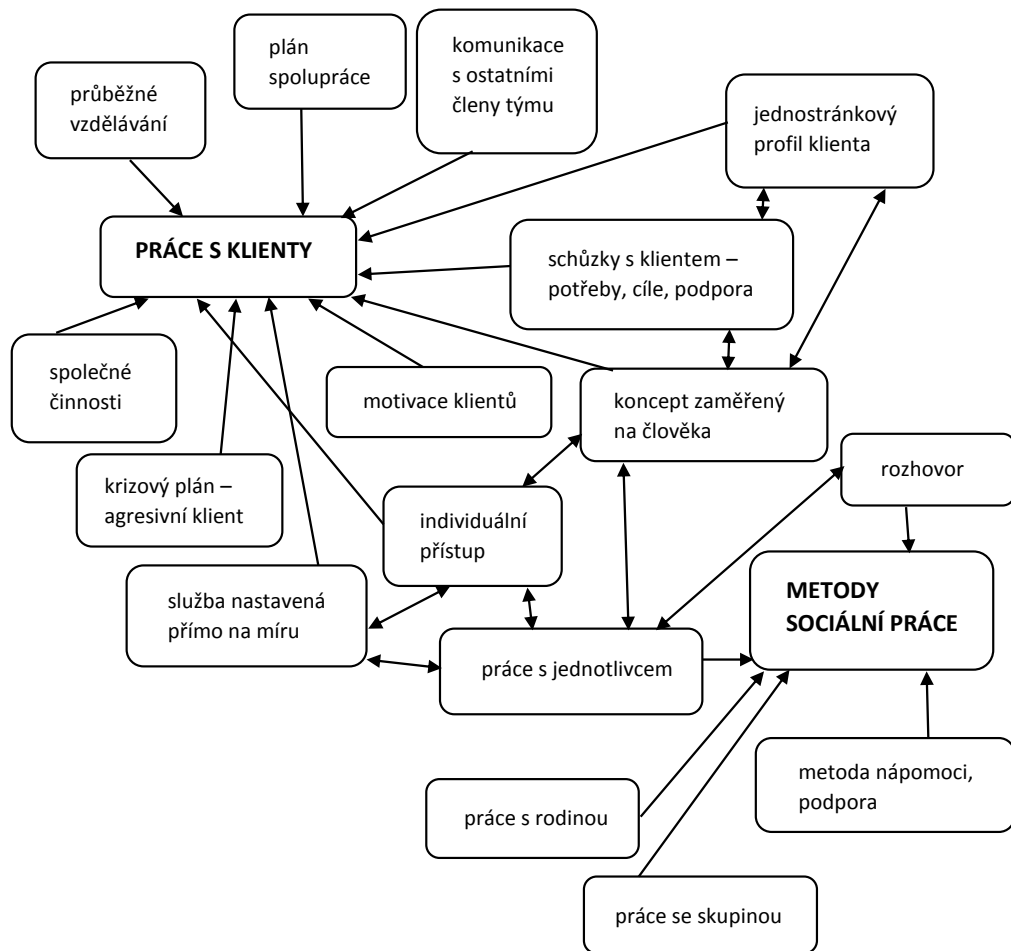 plán
spolupráce
komunikace
s ostatními
členy týmu
průběžné
vzdělávání
jednostránkový
profil klienta
PRÁCE S KLIENTY
schůzky s klientem –
potřeby, cíle, podpora
společné
činnosti
motivace klientů
koncept zaměřený
na člověka
rozhovor
krizový plán –
agresivní klient
individuální
přístup
služba nastavená
přímo na míru
METODY
SOCIÁLNÍ PRÁCE
práce s jednotlivcem
metoda nápomoci,
podpora
práce s rodinou
práce se skupinou